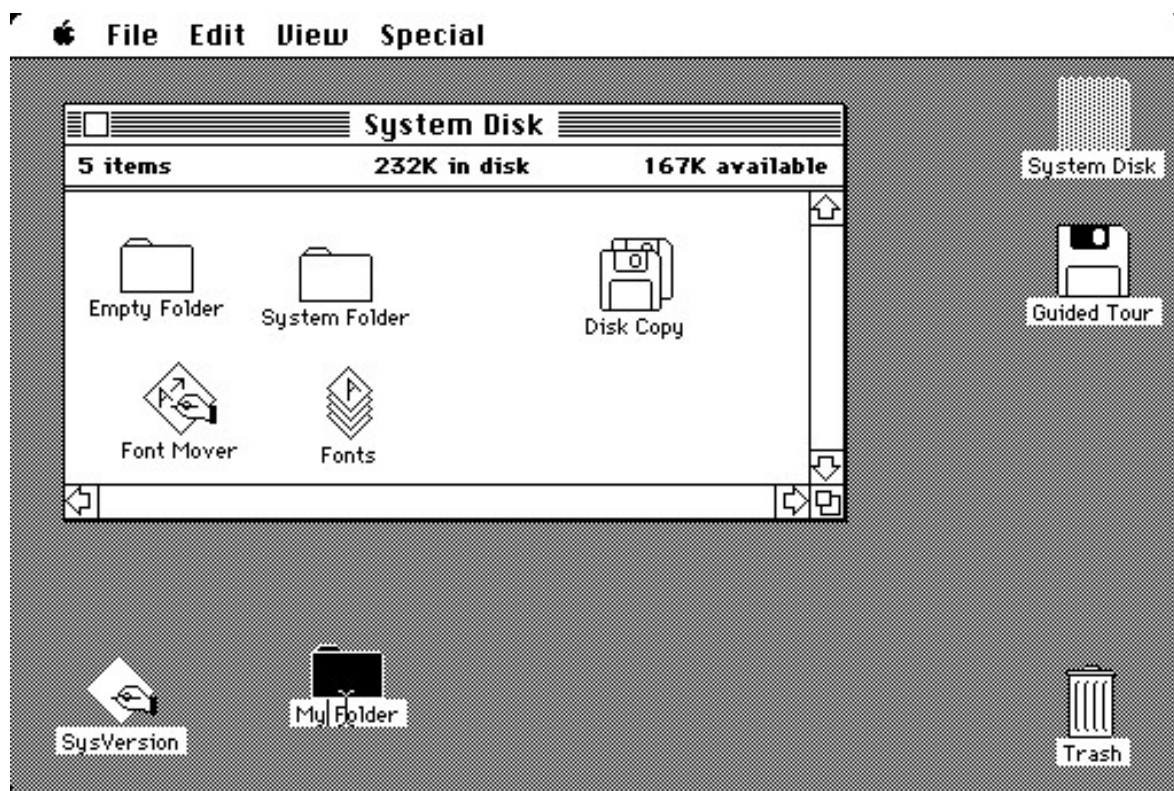 File Edit View Special
System Disk
5 items 232K in disk 167K available
Empty Folder
System Folder
Disk Copy
Font Mover
Fonts
System Disk
Guided Tour
SysVersion
My Folder
Trash